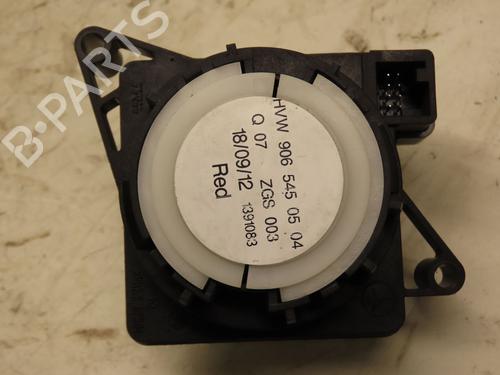 B-PARTS
HVW 906 545 05 04
Q 07 ZGS 003
18/09/12 1391083
Red